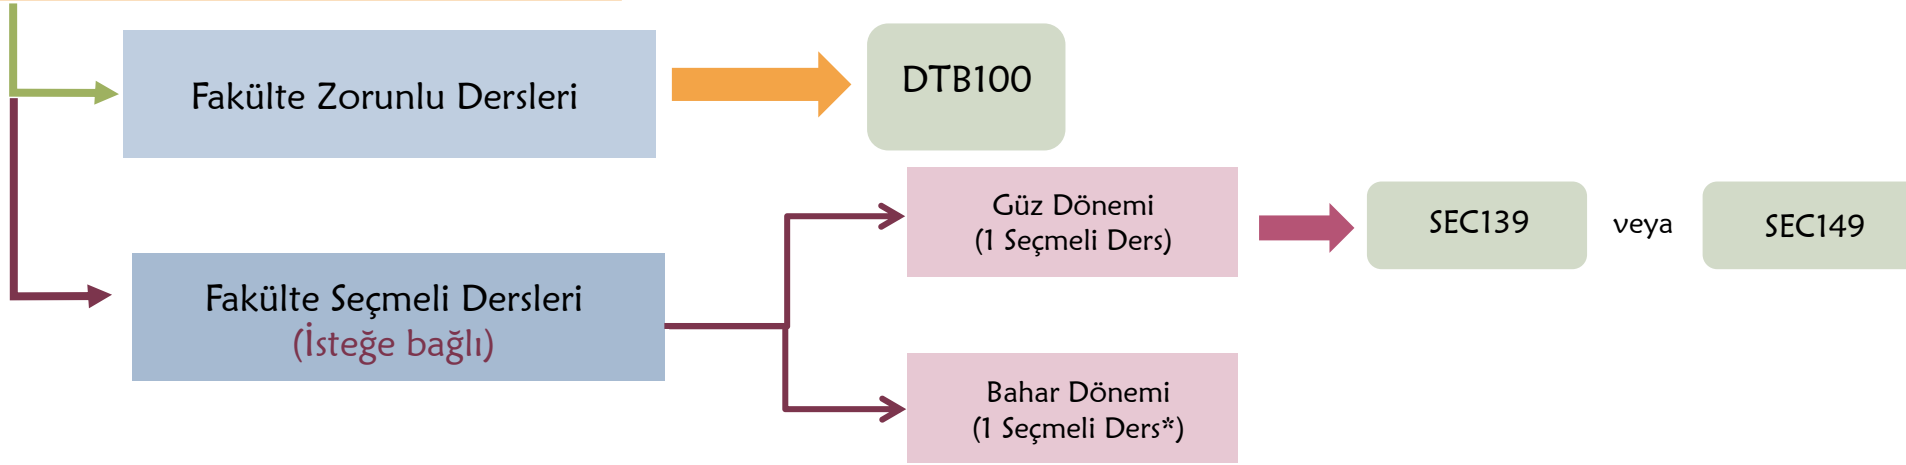 Fakülte Zorunlu Dersleri
DTB100
Güz Dönemi
(1 Seçmeli Ders)
SEC139
veya
SEC149
Fakülte Seçmeli Dersleri
(İsteğe bağlı)
Bahar Dönemi
(1 Seçmeli Ders*)